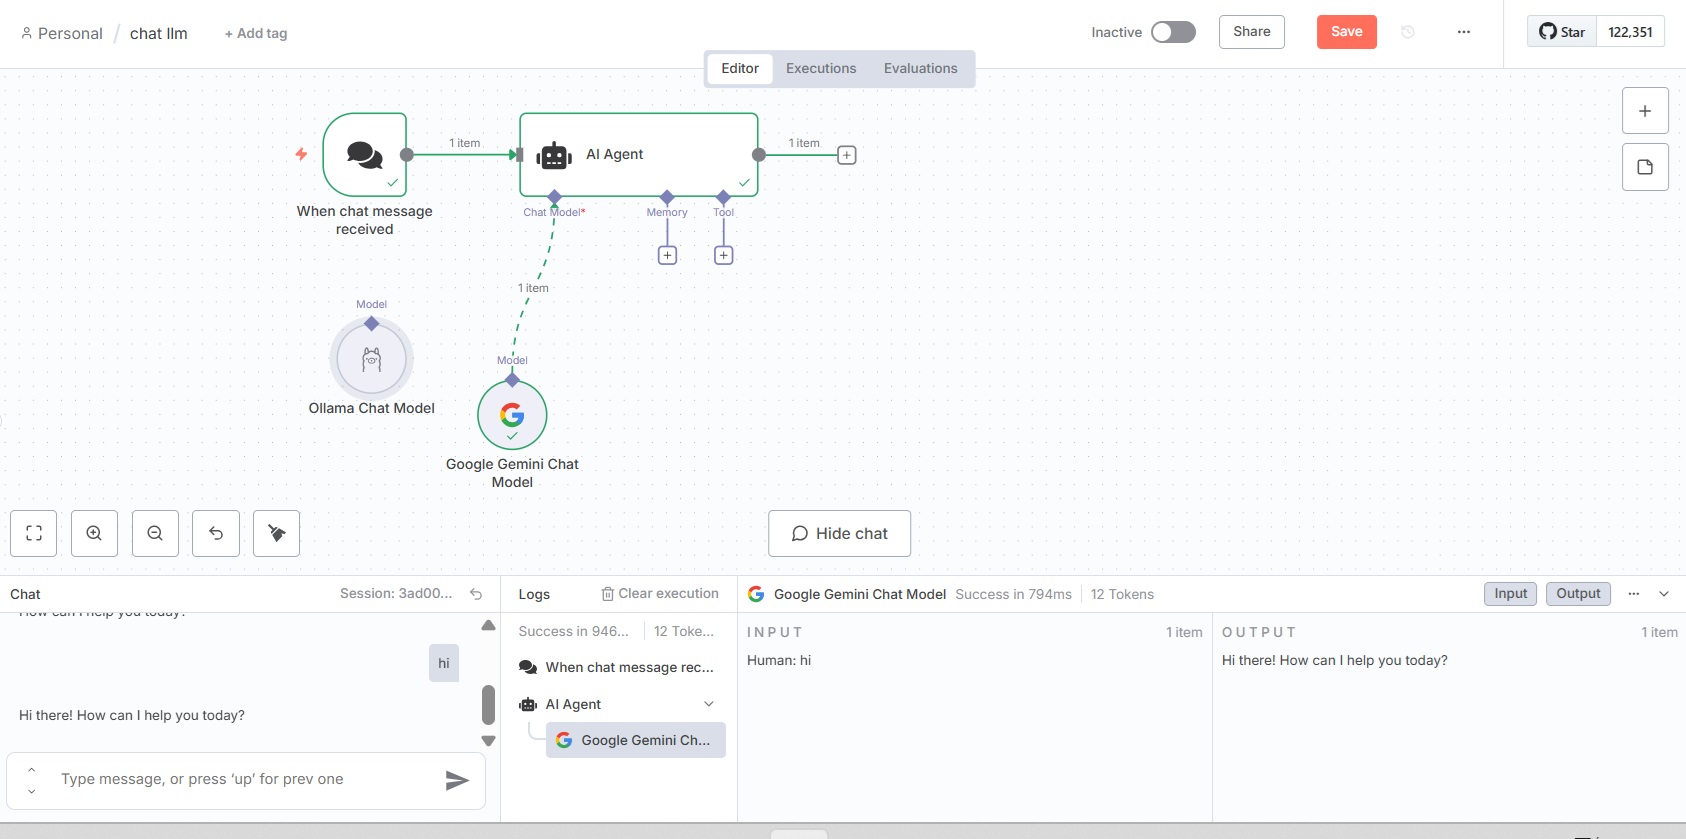 Personal / chat llm + Add tag
Inactive Share Save ... Star 122,351
Editor Executions Evaluations
1 item
AI Agent
1 item
When chat message
received
Chat Model*
Memory
Tool
1 item
Model
Ollama Chat Model
Model
Google Gemini Chat
Model
Hide chat
Chat Session: 3ad00...
How can I help you today?
hi
Hi there! How can I help you today?
Type message, or press ‘up’ for prev one
Logs Clear execution
Success in 946... 12 Toke...
When chat message rec...
AI Agent
Google Gemini Ch...
Google Gemini Chat Model Success in 794ms 12 Tokens Input Output ...
INPUT 1 item
Human: hi
OUTPUT 1 item
Hi there! How can I help you today?